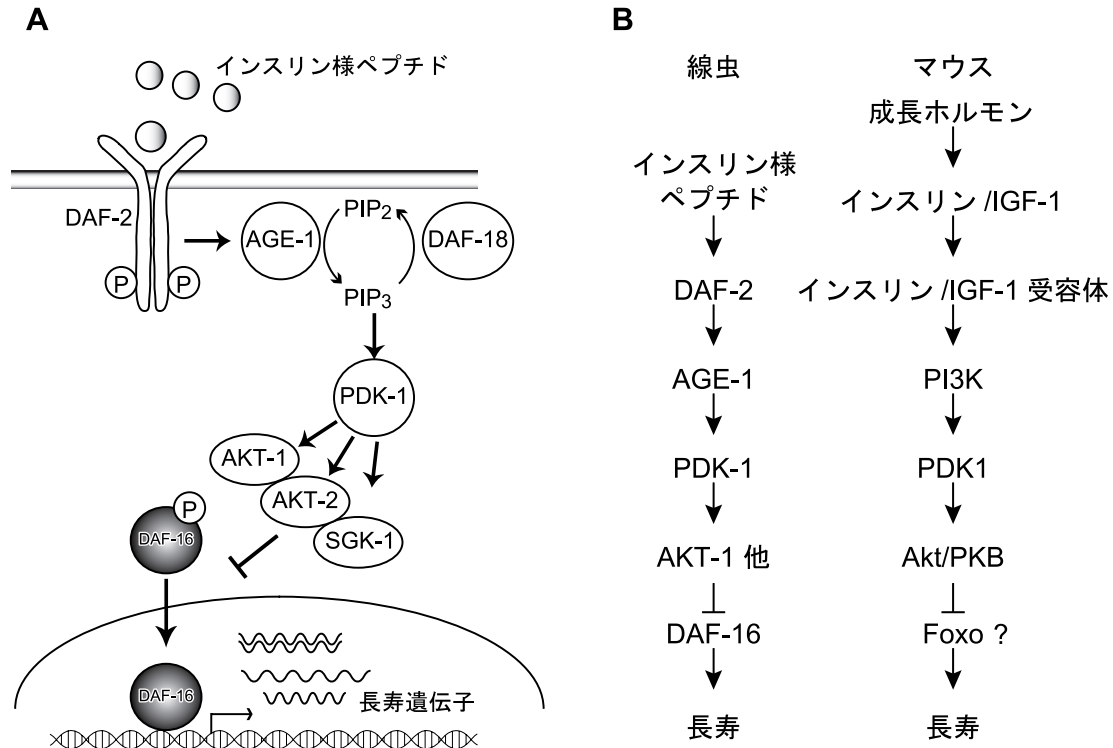 A
インスリン様ペプチド
DAF-2
P
P
AGE-1
PIP2
DAF-18
PIP3
PDK-1
AKT-1
AKT-2
SGK-1
P
DAF-16
DAF-16
長寿遺伝子
B
線虫
インスリン様
ペプチド
DAF-2
AGE-1
PDK-1
AKT-1 他
DAF-16
長寿
マウス
成長ホルモン
インスリン /IGF-1
インスリン /IGF-1 受容体
PI3K
PDK1
Akt/PKB
Foxo ?
長寿